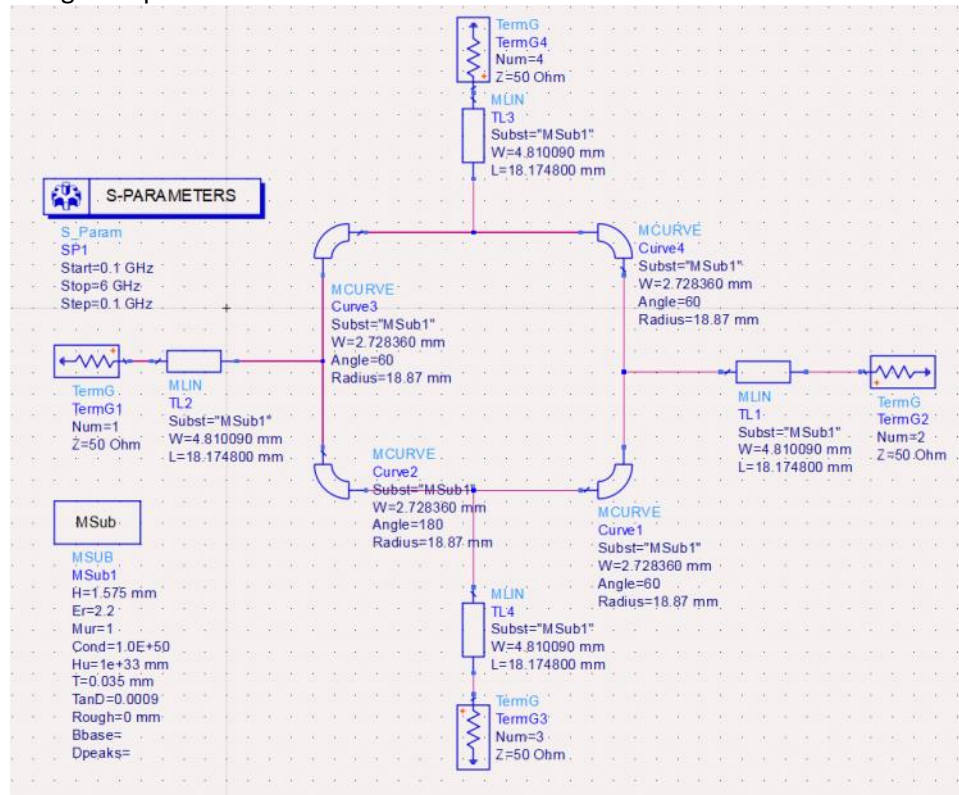 TermG
TermG4
Num=4
Z=50 Ohm
MLIN
TL3
Subst="MSub1"
W=4.810090 mm
L=18.174800 mm
S-PARAMETERS
S_Param
SP1
Start=0.1 GHz
Stop=6 GHz
Step=0.1 GHz
MCURVE
Curve3
Subst="MSub1"
W=2.728360 mm
Angle=60
Radius=18.87 mm
MCURVE
Curve4
Subst="MSub1"
W=2.728360 mm
Angle=60
Radius=18.87 mm
TermG
TermG1
Num=1
Z=50 Ohm
MLIN
TL2
Subst="MSub1"
W=4.810090 mm
L=18.174800 mm
MLIN
TL1
Subst="MSub1"
W=4.810090 mm
L=18.174800 mm
TermG
TermG2
Num=2
Z=50 Ohm
MCURVE
Curve2
Subst="MSub1"
W=2.728360 mm
Angle=180
Radius=18.87 mm
MCURVE
Curve1
Subst="MSub1"
W=2.728360 mm
Angle=60
Radius=18.87 mm
MSub
MSUB
MSub1
H=1.575 mm
Er=2.2
Mur=1
Cond=1.0E+50
Hu=1e+33 mm
T=0.035 mm
TanD=0.0009
Rough=0 mm
Bbase=
Dpeaks=
MLIN
TL4
Subst="MSub1"
W=4.810090 mm
L=18.174800 mm
TermG
TermG3
Num=3
Z=50 Ohm